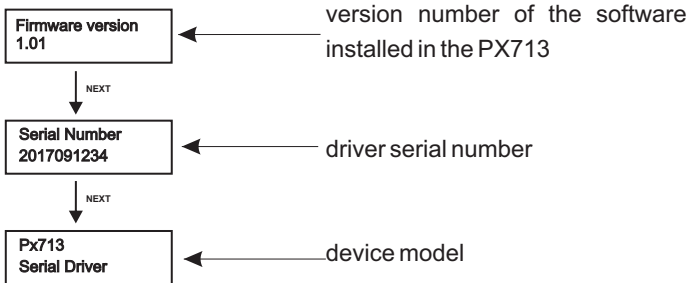 Firmware version
1.01
version number of the software
installed in the PX713
NEXT
Serial Number
2017091234
driver serial number
NEXT
Px713
Serial Driver
device model